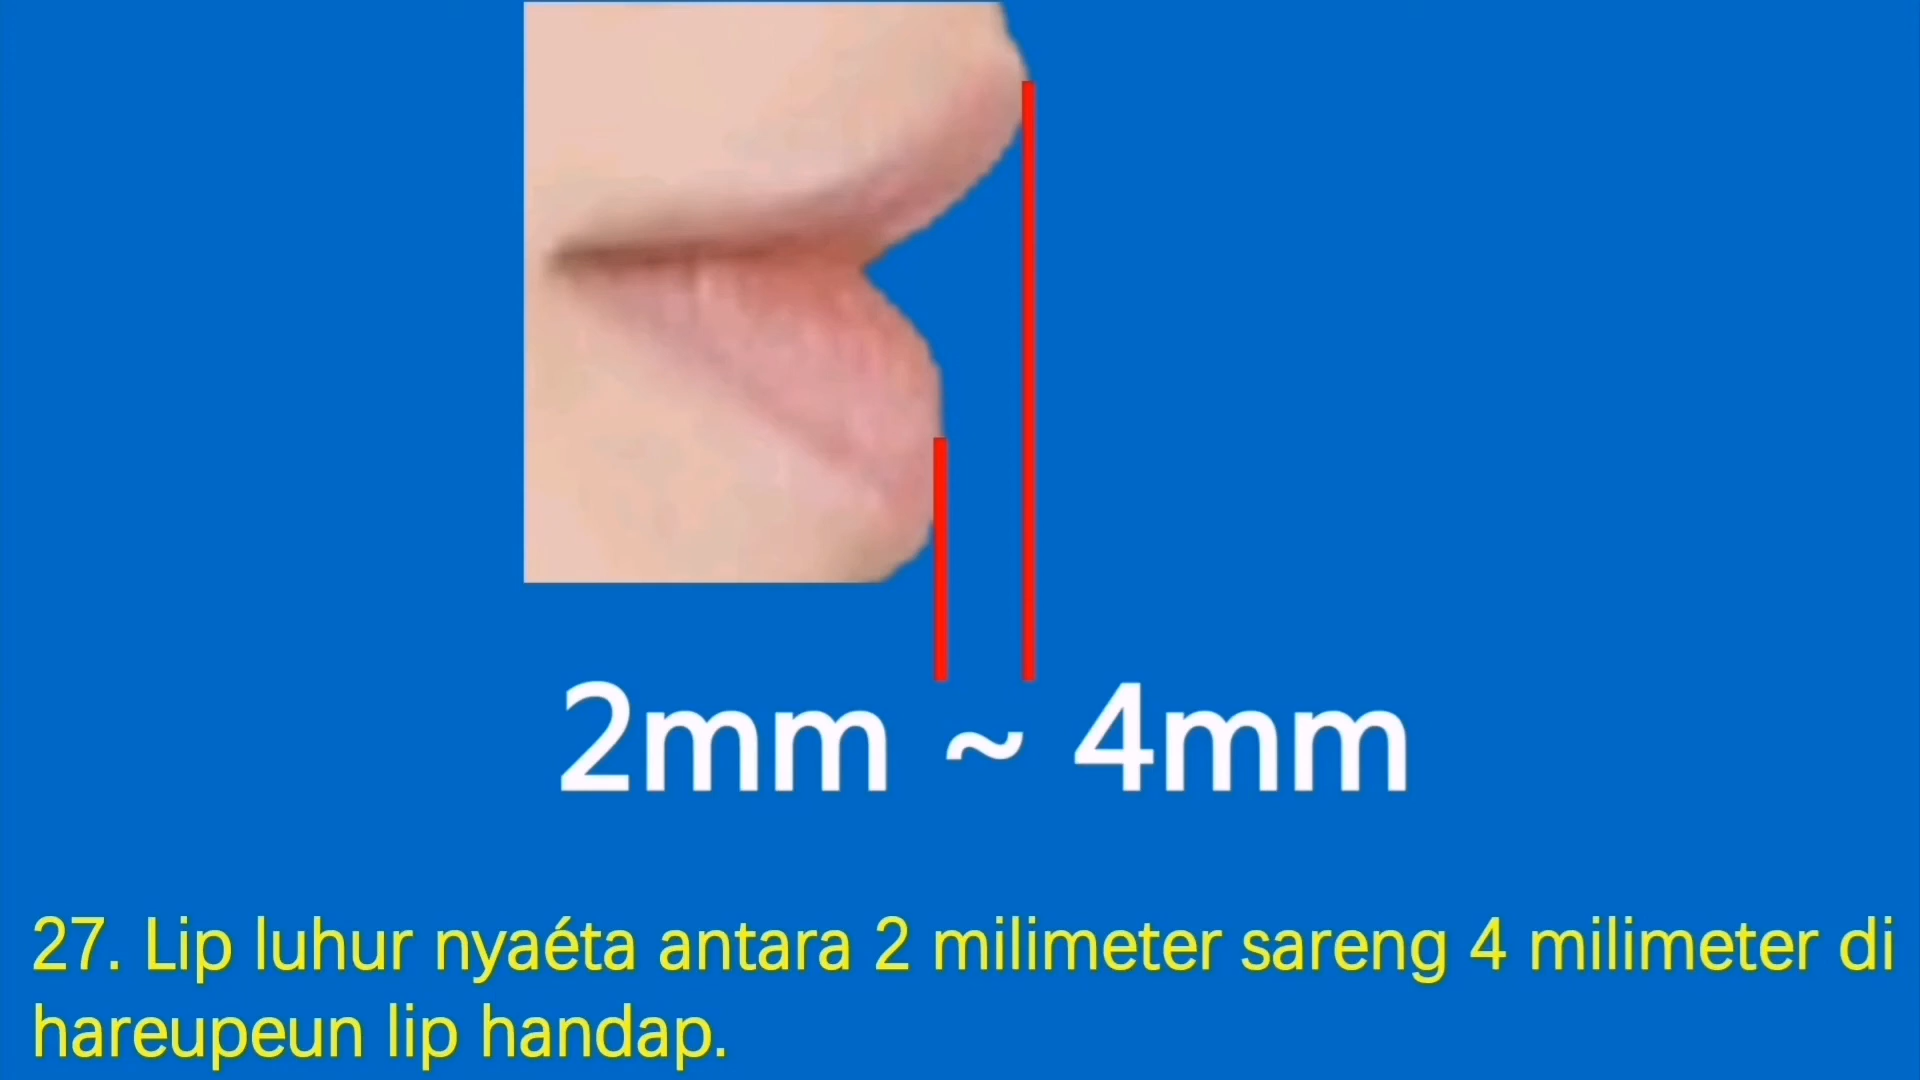 2mm ~ 4mm
27. Lip luhur nyaéta antara 2 milimeter sareng 4 milimeter di
hareupeun lip handap.